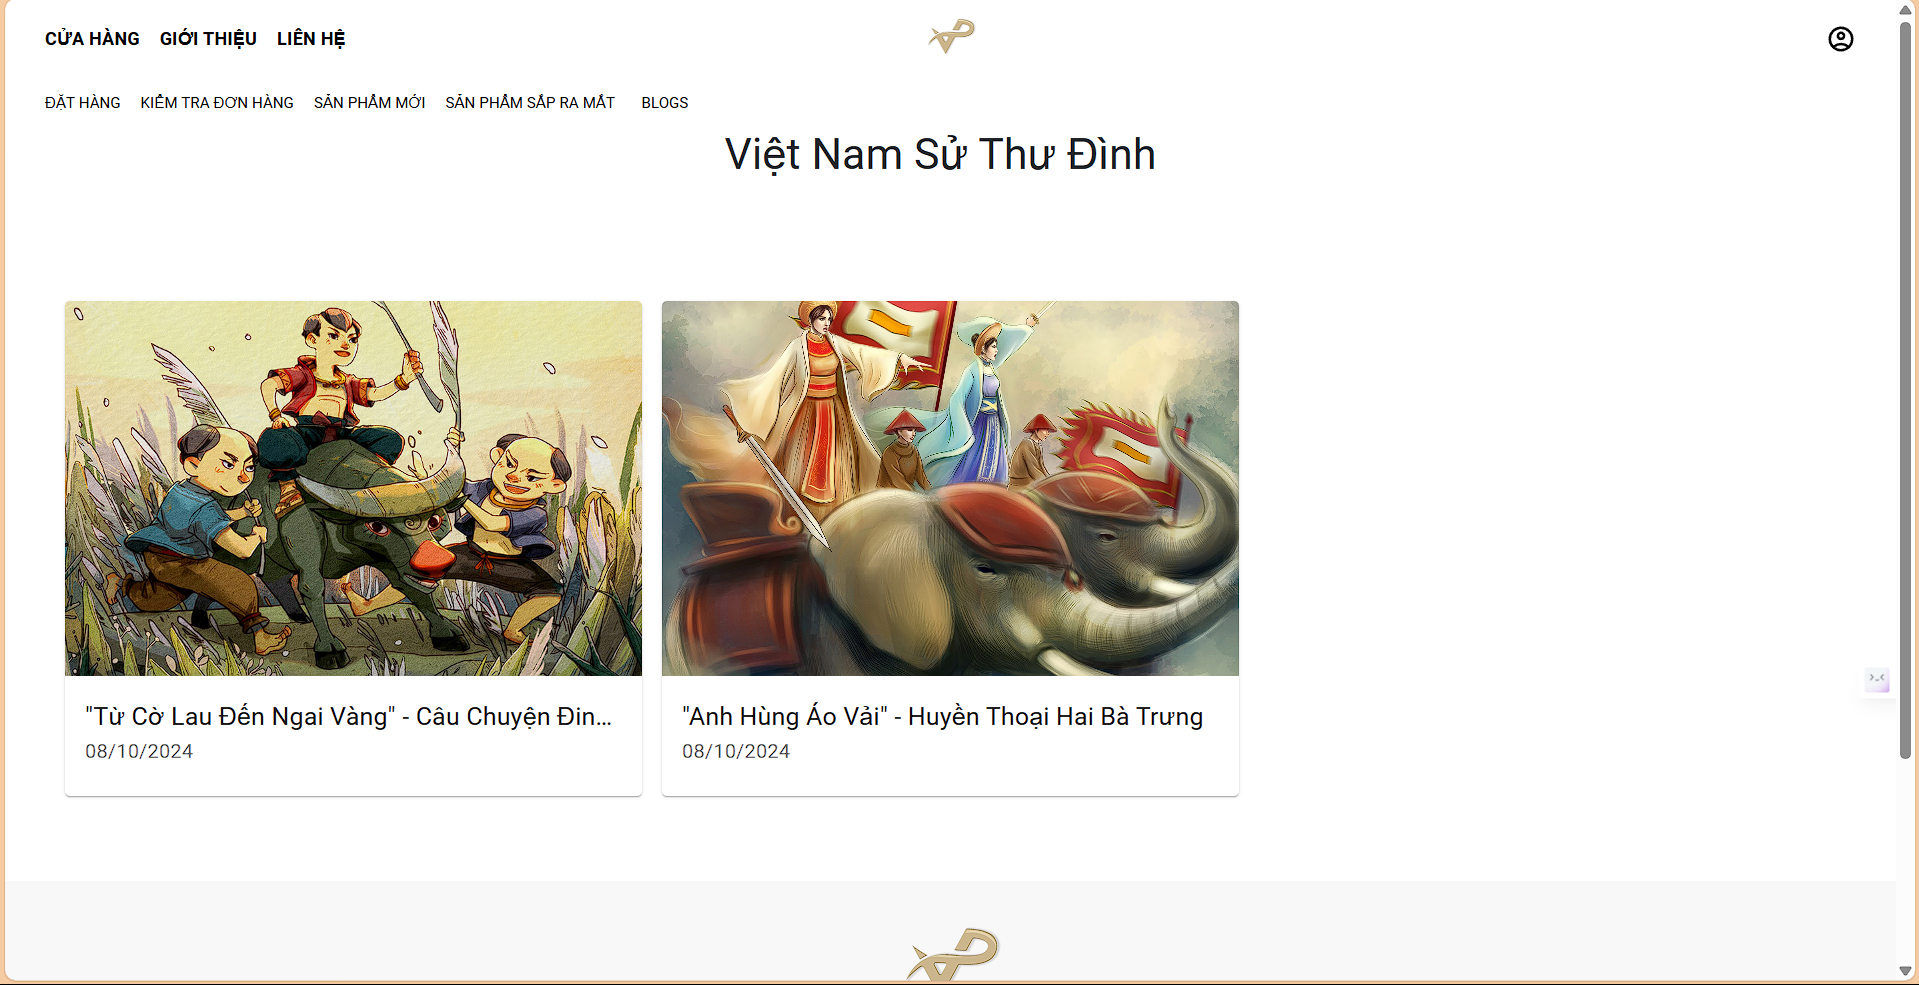 CỬA HÀNG GIỚI THIỆU LIÊN HỆ
ĐẶT HÀNG KIỂM TRA ĐƠN HÀNG SẢN PHẨM MỚI SẢN PHẨM SẮP RA MẮT BLOGS
Việt Nam Sử Thư Đình
"Từ Cờ Lau Đến Ngai Vàng" - Câu Chuyện Đin...
08/10/2024
"Anh Hùng Áo Vải" - Huyền Thoại Hai Bà Trưng
08/10/2024